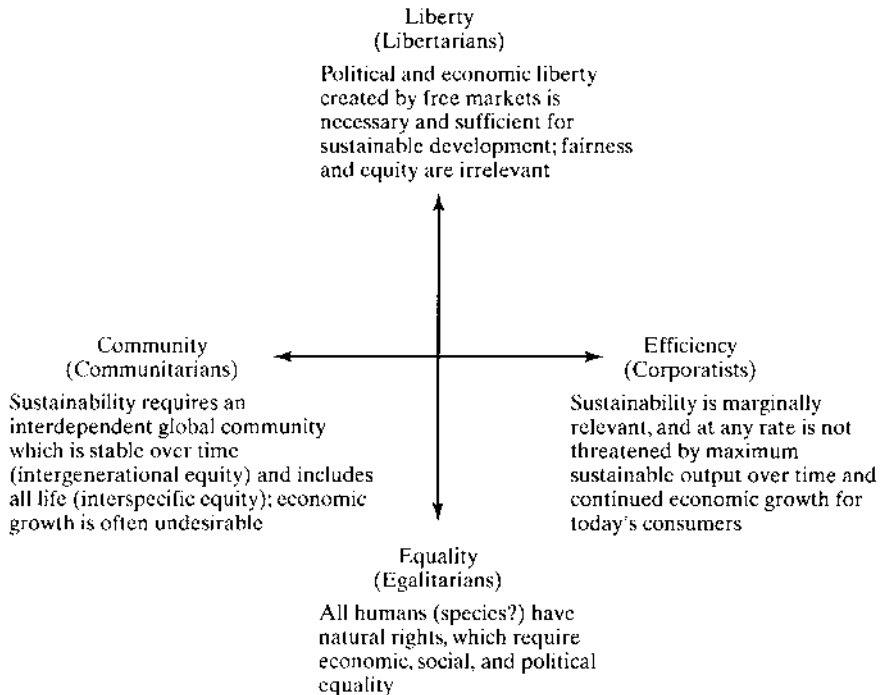 Liberty
(Libertarians)
Political and economic liberty
created by free markets is
necessary and sufficient for
sustainable development; fairness
and equity are irrelevant
Community
(Communitarians)
Sustainability requires an
interdependent global community
which is stable over time
(intergenerational equity) and includes
all life (interspecific equity); economic
growth is often undesirable
Efficiency
(Corporatists)
Sustainability is marginally
relevant, and at any rate is not
threatened by maximum
sustainable output over time and
continued economic growth for
today's consumers
Equality
(Egalitarians)
All humans (species?) have
natural rights, which require
economic, social, and political
equality